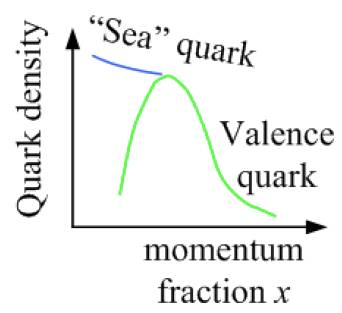 “Sea” quark
Quark density
Valence
quark
momentum
fraction x